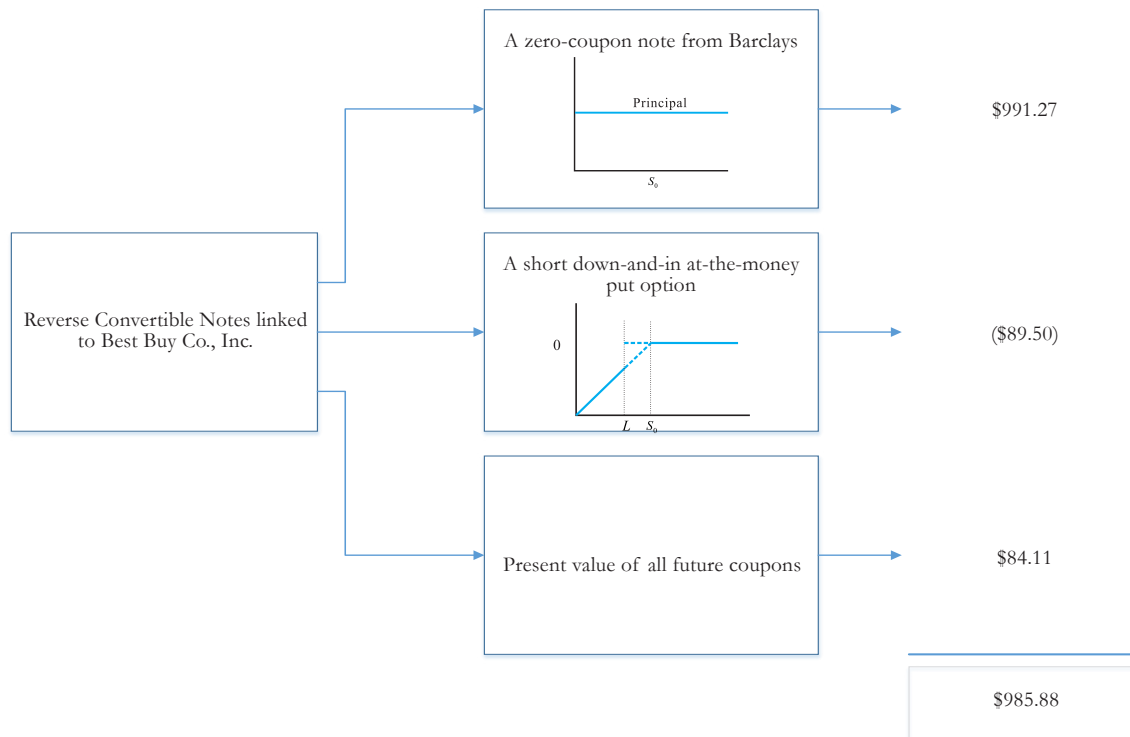 A zero-coupon note from Barclays
Principal
S₀
$991.27
Reverse Convertible Notes linked
to Best Buy Co., Inc.
A short down-and-in at-the-money
put option
0
L S₀
($89.50)
Present value of all future coupons
$84.11
$985.88